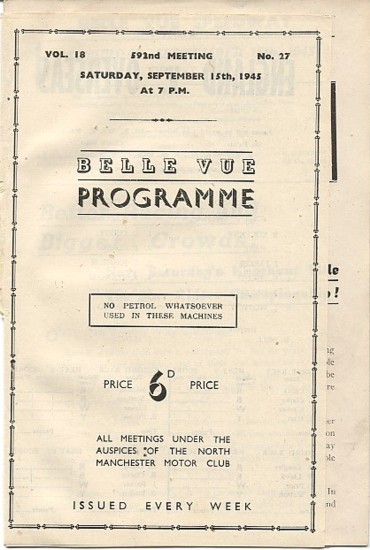 VOL. 18 592nd MEETING No. 27
SATURDAY, SEPTEMBER 15th, 1945
At 7 P.M.
BELLE VUE
PROGRAMME
NO PETROL WHATSOEVER
USED IN THESE MACHINES
PRICE 6D PRICE
ALL MEETINGS UNDER THE
AUSPICES OF THE NORTH
MANCHESTER MOTOR CLUB
ISSUED EVERY WEEK